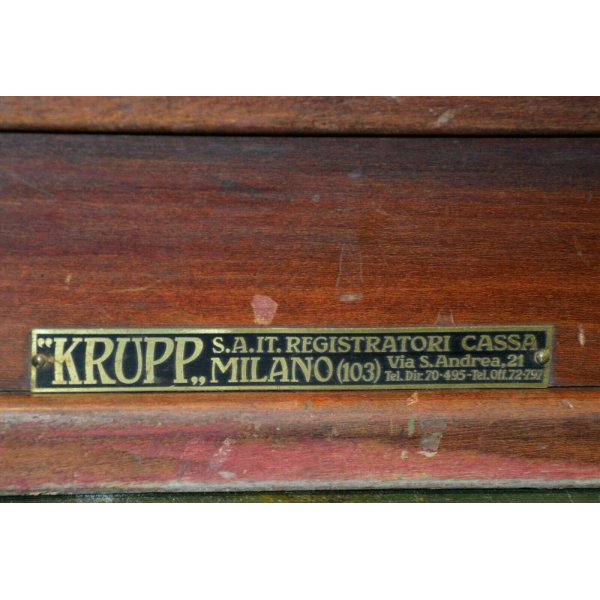 "KRUPP„ S.A.IT. REGISTRATORI CASSA
MILANO (103) Via S. Andrea, 21
Tel. Dir. 70-495-Tel. Off. 72-797